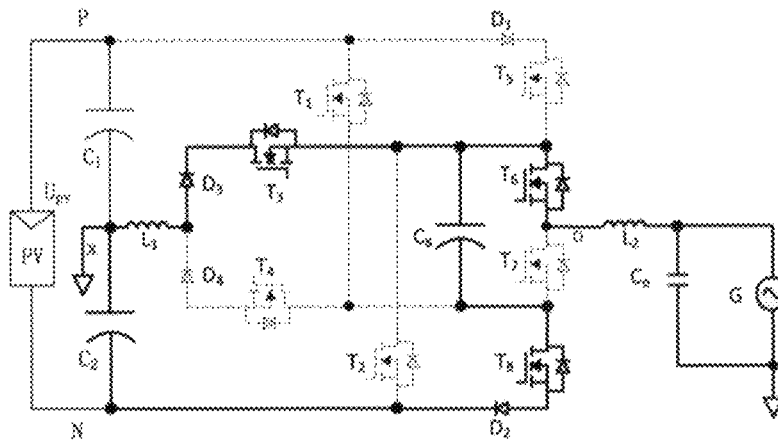 P
D₁
T₅
T₁
C₁
D₃
T₃
T₆
U_PV
X
L₁
PV
Cₛ
O
L₂
D₄
T₄
T₇
Cₒ
G
C₂
T₂
T₈
D₂
N